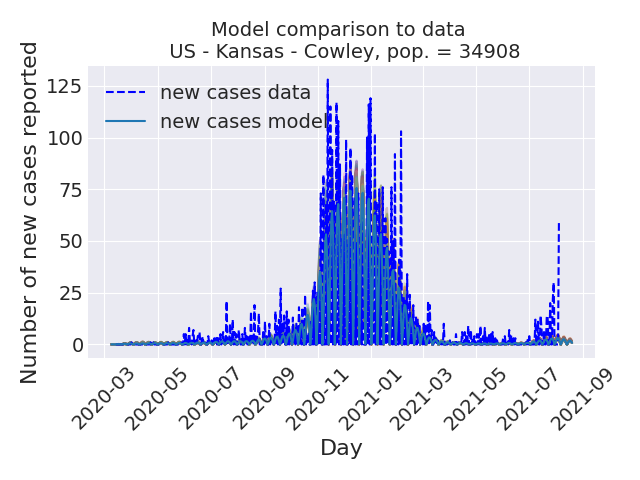 Model comparison to data
US - Kansas - Cowley, pop. = 34908
Number of new cases reported
125
100
75
50
25
0
new cases data
new cases model
2020-03
2020-05
2020-07
2020-09
2020-11
2021-01
2021-03
2021-05
2021-07
2021-09
Day